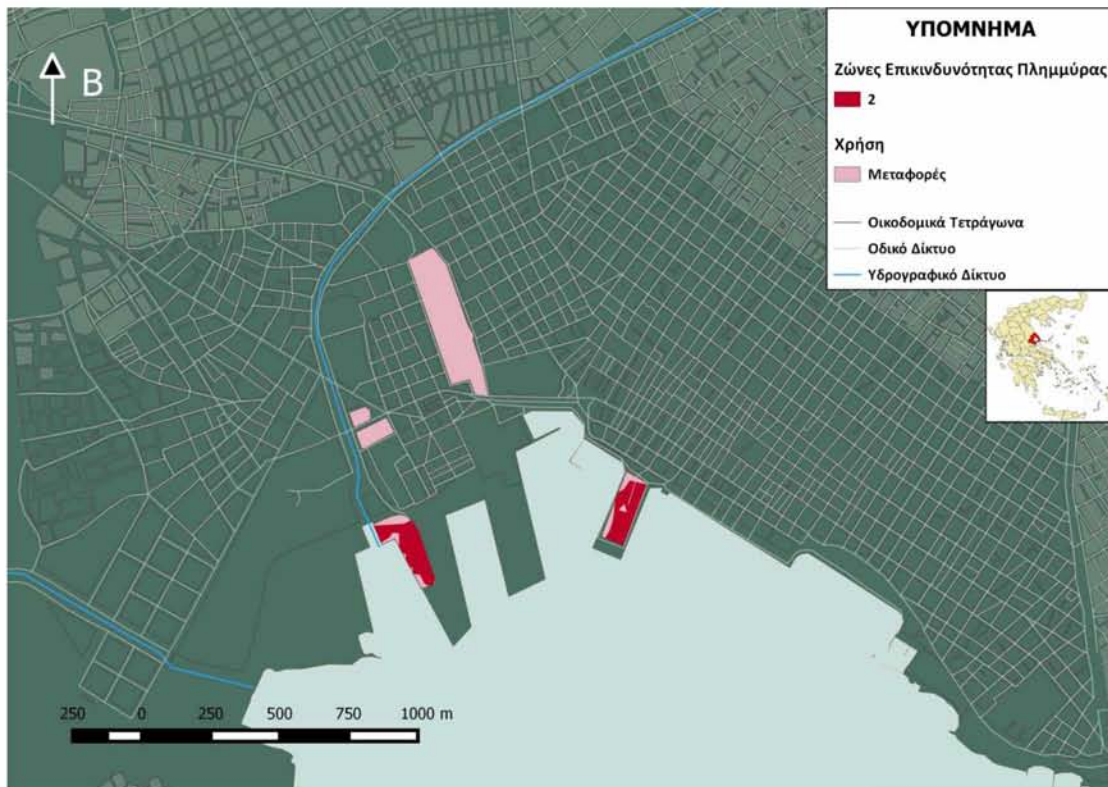 ΥΠΟΜΝΗΜΑ
Ζώνες Επικινδυνότητας Πλημμύρας
2
Χρήση
Μεταφορές
Οικοδομικά Τετράγωνα
Οδικό Δίκτυο
Υδρογραφικό Δίκτυο
Β
250 0 250 500 750 1000 m